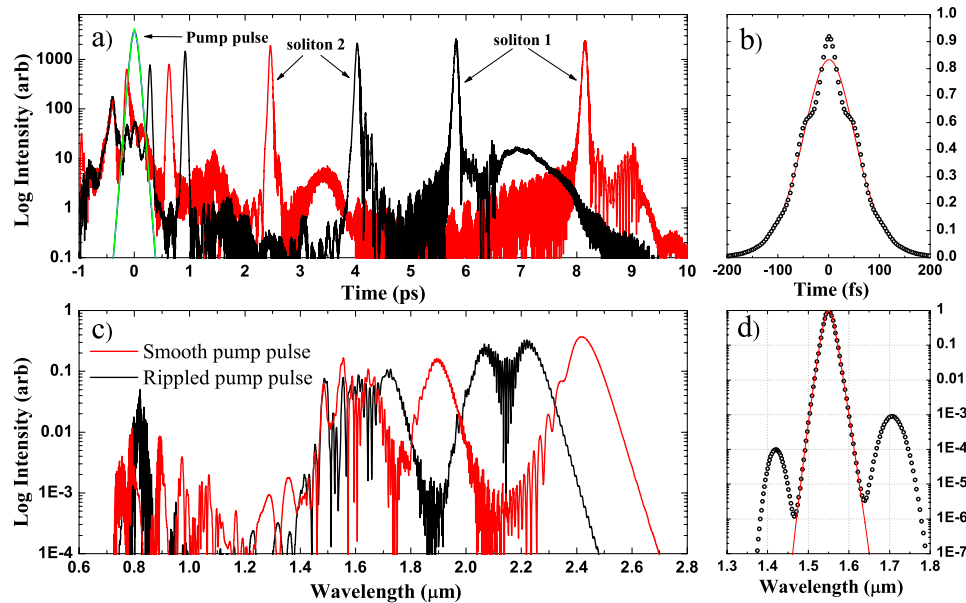 a)
Pump pulse
soliton 2
soliton 1
Log Intensity (arb)
1000
100
10
1
0.1
-1 0 1 2 3 4 5 6 7 8 9 10
Time (ps)
b)
1.0
0.9
0.8
0.7
0.6
0.5
0.4
0.3
0.2
0.1
0.0
-200 -100 0 100 200
Time (fs)
c)
Smooth pump pulse
Rippled pump pulse
Log Intensity (arb)
1
0.1
0.01
1E-3
1E-4
0.6 0.8 1.0 1.2 1.4 1.6 1.8 2.0 2.2 2.4 2.6 2.8
Wavelength (μm)
d)
1
0.1
0.01
1E-3
1E-4
1E-5
1E-6
1E-7
1.3 1.4 1.5 1.6 1.7 1.8
Wavelength (μm)